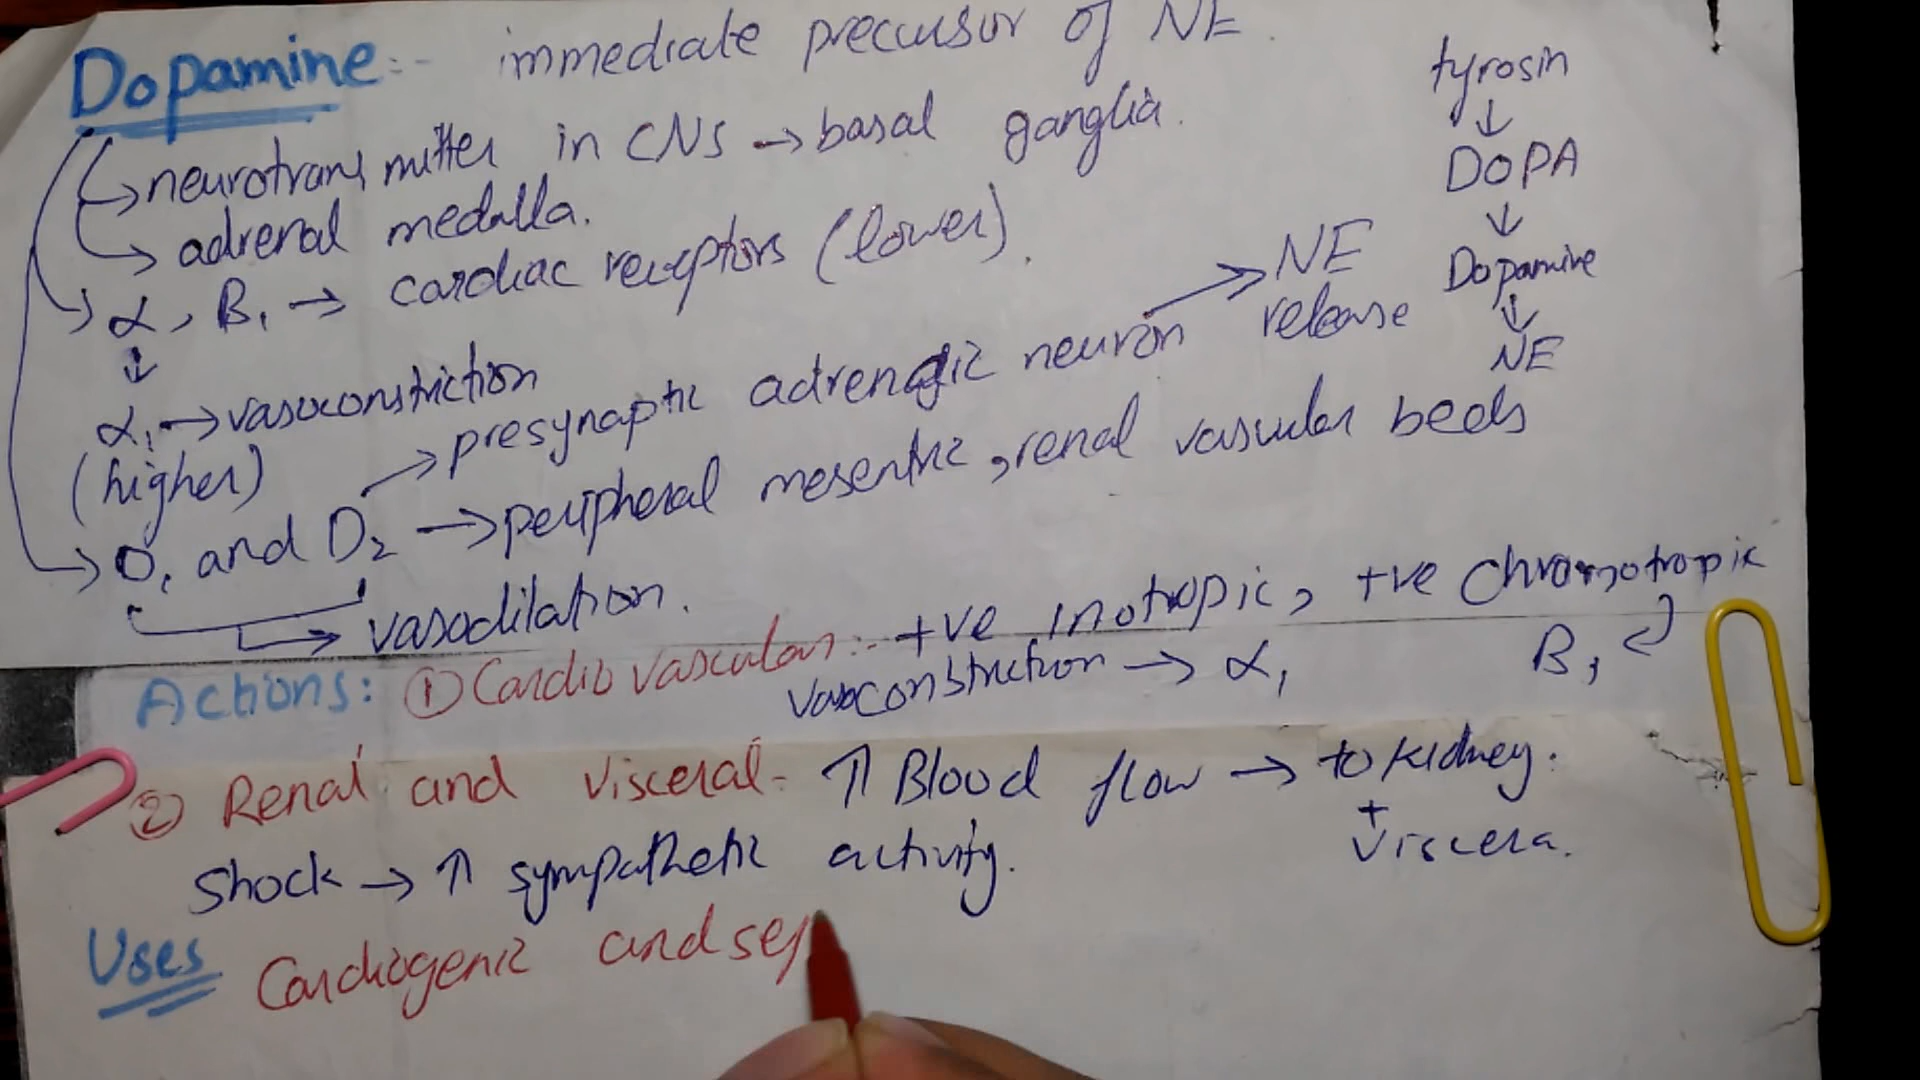 Dopamine:- immediate precursor of NE.
→ neurotransmitter in CNS → basal ganglia.
→ adrenal medulla.
→ α, B₁ → cardiac receptors (lower).
↓
α₁ → vasoconstriction
(higher)
→ presynaptic adrenergic neuron → NE release
→ D₁ and D₂ → peripheral mesentric, renal vascular beds
→ vasodilation.
tyrosin
↓
DOPA
↓
Dopamine
↓
NE
Actions: ① Cardiovascular:- +ve inotropic, +ve chronotropic
vasoconstriction → α₁ B₁
② Renal and visceral- ↑ Blood flow → to kidney.
+
viscera.
Shock → ↑ sympathetic activity.
Uses Cardiogenic and sep